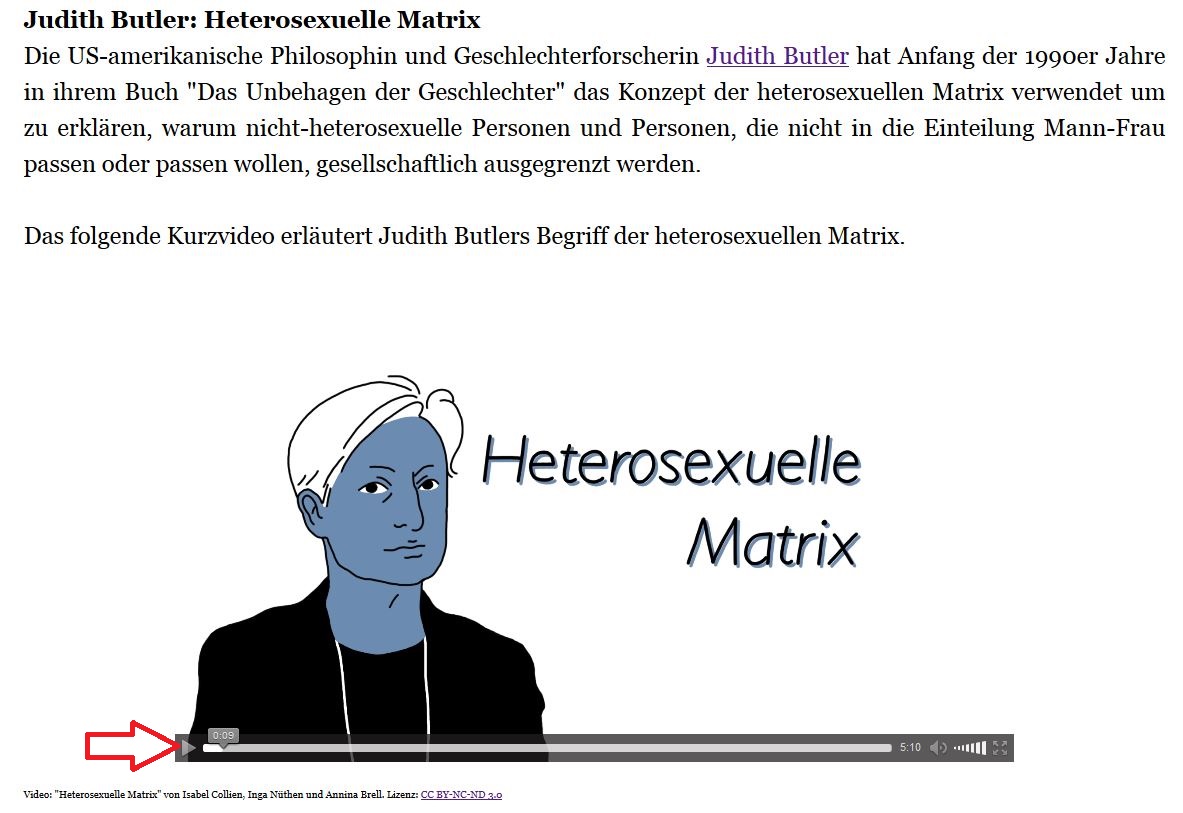 Judith Butler: Heterosexuelle Matrix
Die US-amerikanische Philosophin und Geschlechterforscherin Judith Butler hat Anfang der 1990er Jahre
in ihrem Buch "Das Unbehagen der Geschlechter" das Konzept der heterosexuellen Matrix verwendet um
zu erklären, warum nicht-heterosexuelle Personen und Personen, die nicht in die Einteilung Mann-Frau
passen oder passen wollen, gesellschaftlich ausgegrenzt werden.
Das folgende Kurzvideo erläutert Judith Butlers Begriff der heterosexuellen Matrix.
Heterosexuelle
Matrix
0:09
5:10
Video: "Heterosexuelle Matrix" von Isabel Collien, Inga Nüthen und Annina Brell. Lizenz: CC BY-NC-ND 3.0